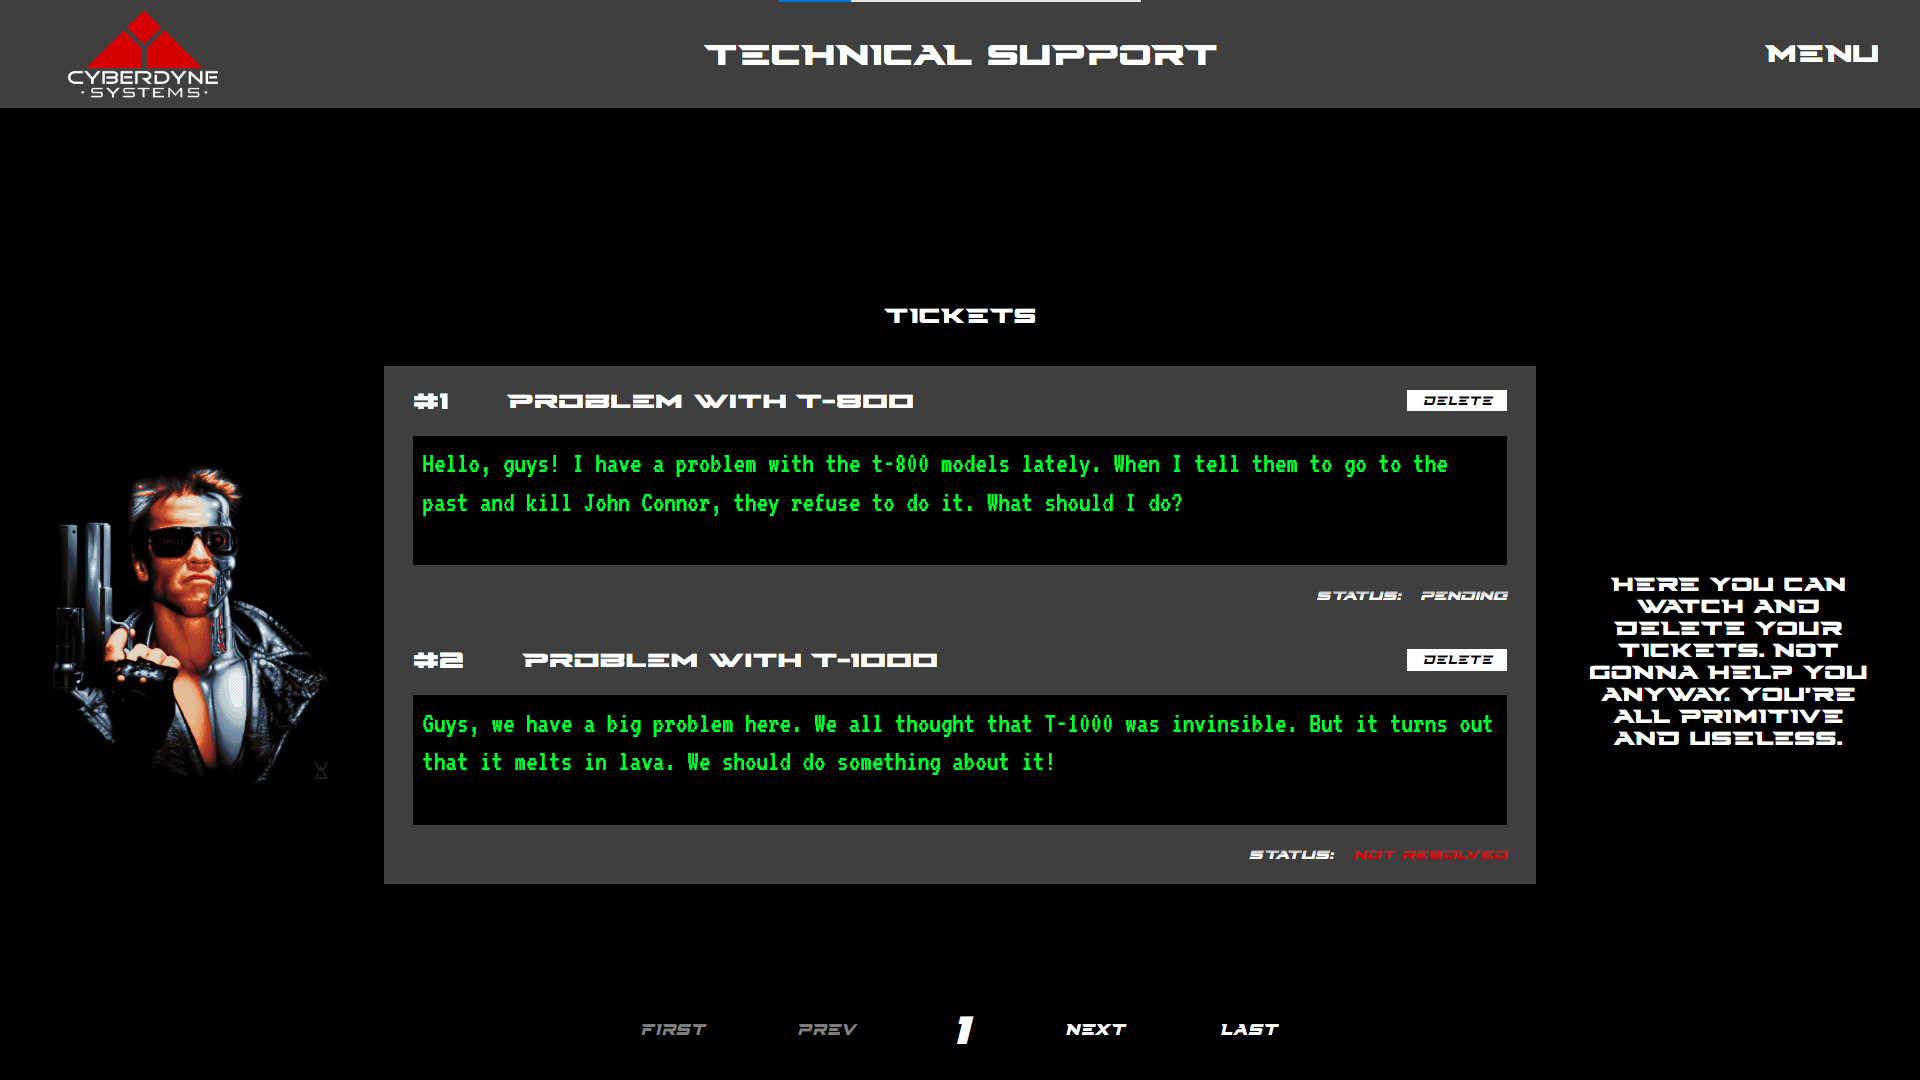 CYBERDYNE
·SYSTEMS·
TECHNICAL SUPPORT
MENU
TICKETS
#1 PROBLEM WITH T-800
DELETE
Hello, guys! I have a problem with the t-800 models lately. When I tell them to go to the
past and kill John Connor, they refuse to do it. What should I do?
STATUS: PENDING
#2 PROBLEM WITH T-1000
DELETE
Guys, we have a big problem here. We all thought that T-1000 was invinsible. But it turns out
that it melts in lava. We should do something about it!
STATUS: NOT RESOLVED
HERE YOU CAN
WATCH AND
DELETE YOUR
TICKETS. NOT
GONNA HELP YOU
ANYWAY. YOU'RE
ALL PRIMITIVE
AND USELESS.
FIRST PREV 1 NEXT LAST